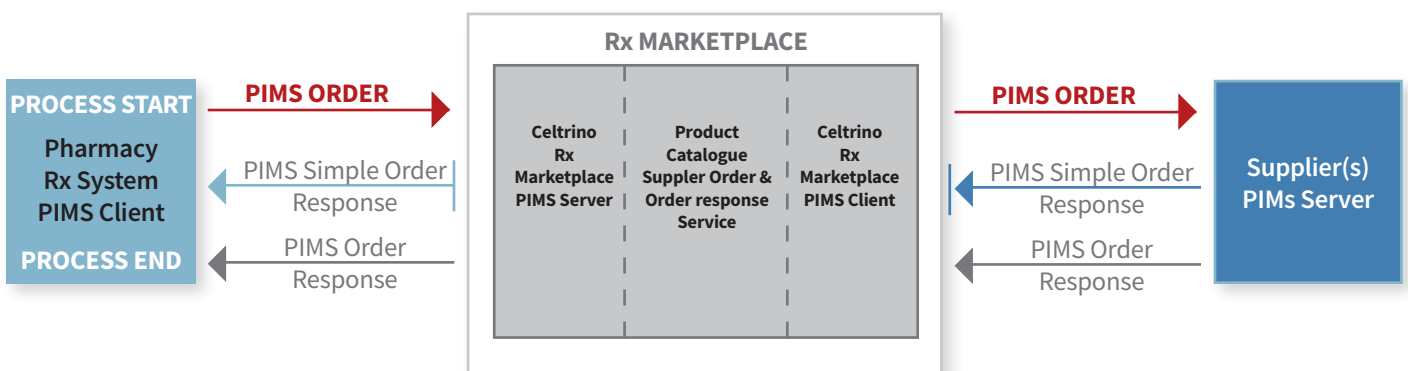 Rx MARKETPLACE
PROCESS START
Pharmacy
Rx System
PIMS Client
PROCESS END
PIMS ORDER
PIMS Simple Order
Response
PIMS Order
Response
Celtrino
Rx
Marketplace
PIMS Server
Product
Catalogue
Suppler Order &
Order response
Service
Celtrino
Rx
Marketplace
PIMS Client
PIMS ORDER
PIMS Simple Order
Response
PIMS Order
Response
Supplier(s)
PIMs Server